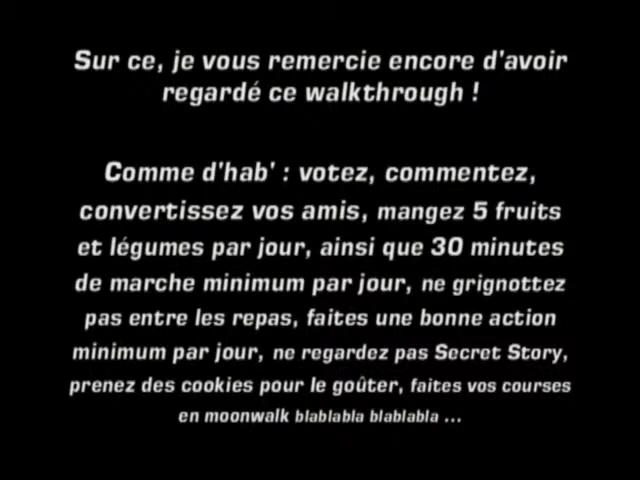 Sur ce, je vous remercie encore d'avoir
regardé ce walkthrough !
Comme d'hab' : votez, commentez,
convertissez vos amis, mangez 5 fruits
et légumes par jour, ainsi que 30 minutes
de marche minimum par jour, ne grignottez
pas entre les repas, faites une bonne action
minimum par jour, ne regardez pas Secret Story,
prenez des cookies pour le goûter, faites vos courses
en moonwalk blablabla blablabla ...